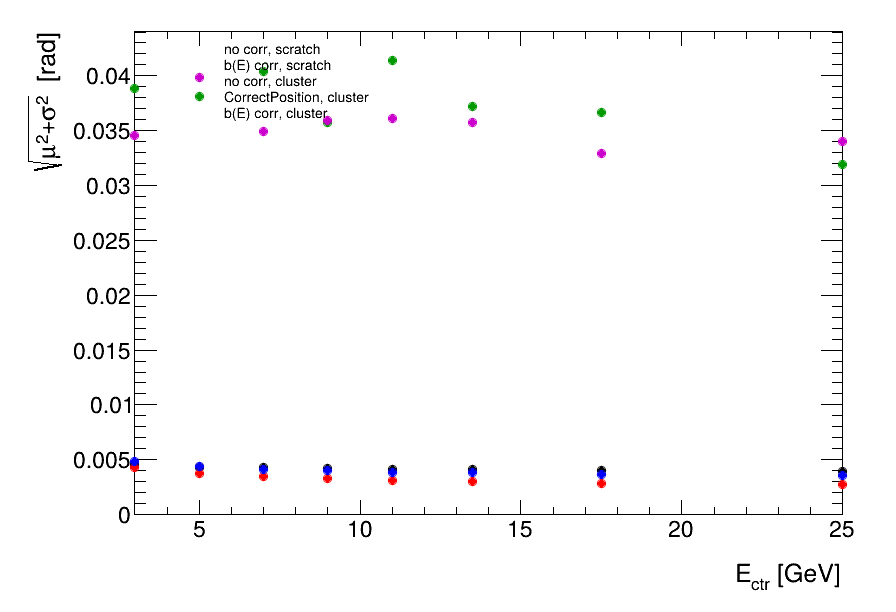 √μ²+σ² [rad]
0.04
0.035
0.03
0.025
0.02
0.015
0.01
0.005
0
no corr, scratch
b(E) corr, scratch
no corr, cluster
CorrectPosition, cluster
b(E) corr, cluster
5
10
15
20
25
E_ctr [GeV]